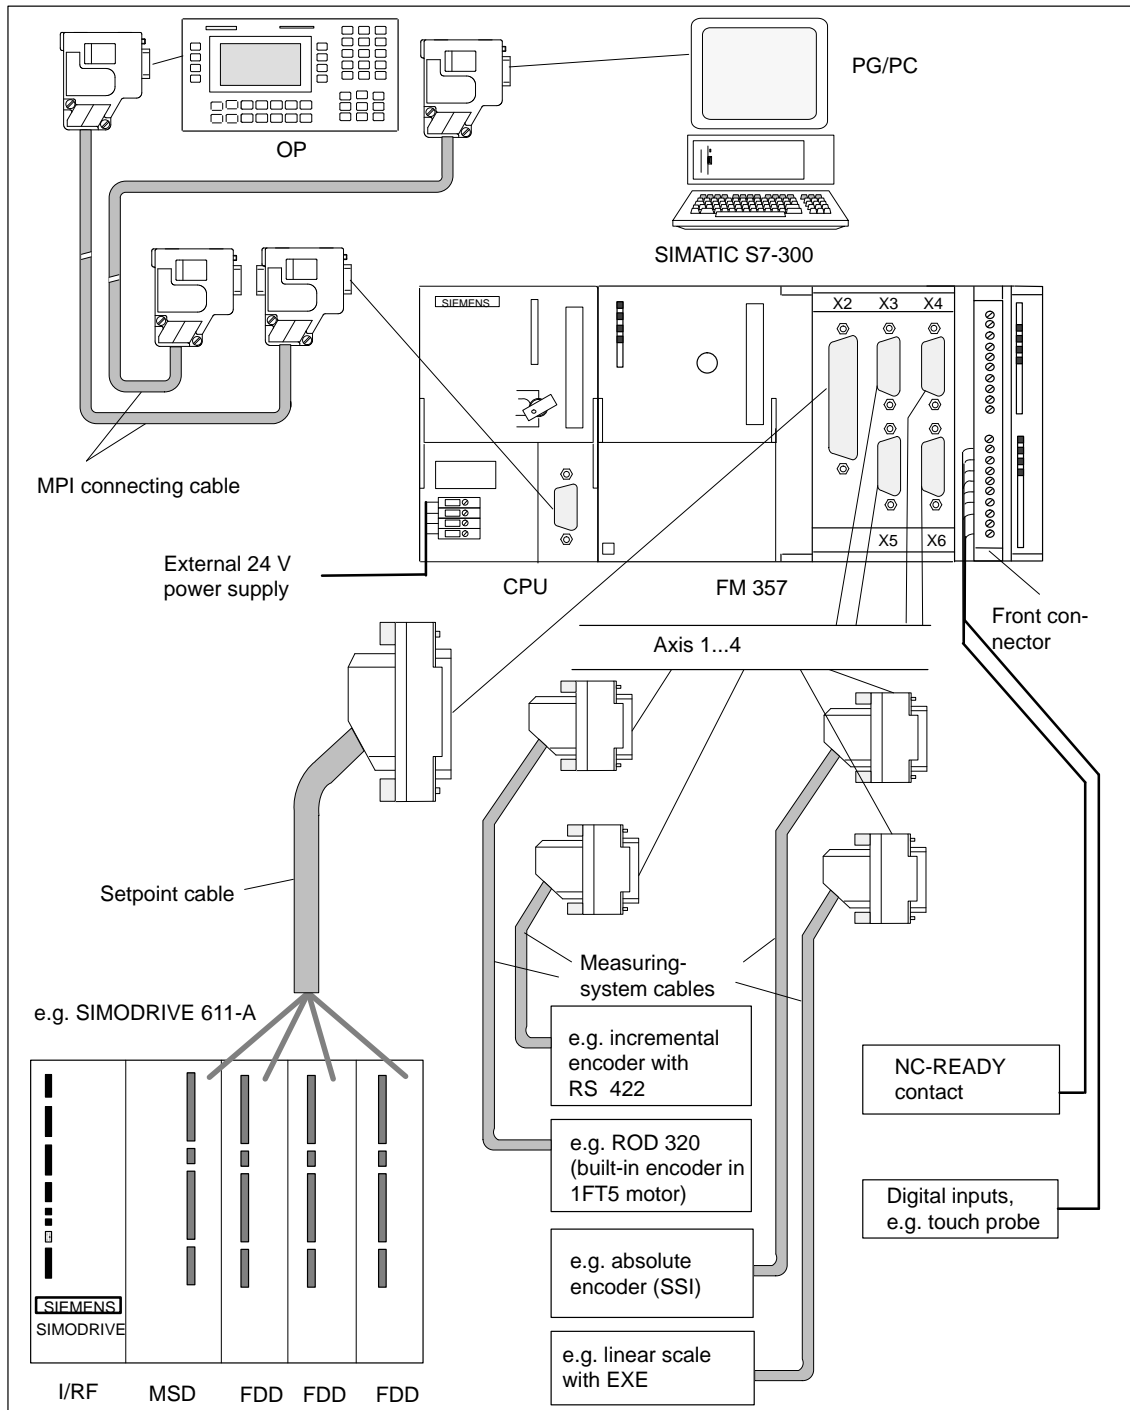 PG/PC
OP
SIMATIC S7-300
SIEMENS
X2
X3
X4
MPI connecting cable
X5
X6
External 24 V
power supply
CPU
FM 357
Front con-
nector
Axis 1...4
Setpoint cable
Measuring-
system cables
e.g. SIMODRIVE 611-A
e.g. incremental
encoder with
RS 422
NC-READY
contact
e.g. ROD 320
(built-in encoder in
1FT5 motor)
Digital inputs,
e.g. touch probe
e.g. absolute
encoder (SSI)
SIEMENS
SIMODRIVE
e.g. linear scale
with EXE
I/RF
MSD
FDD
FDD
FDD